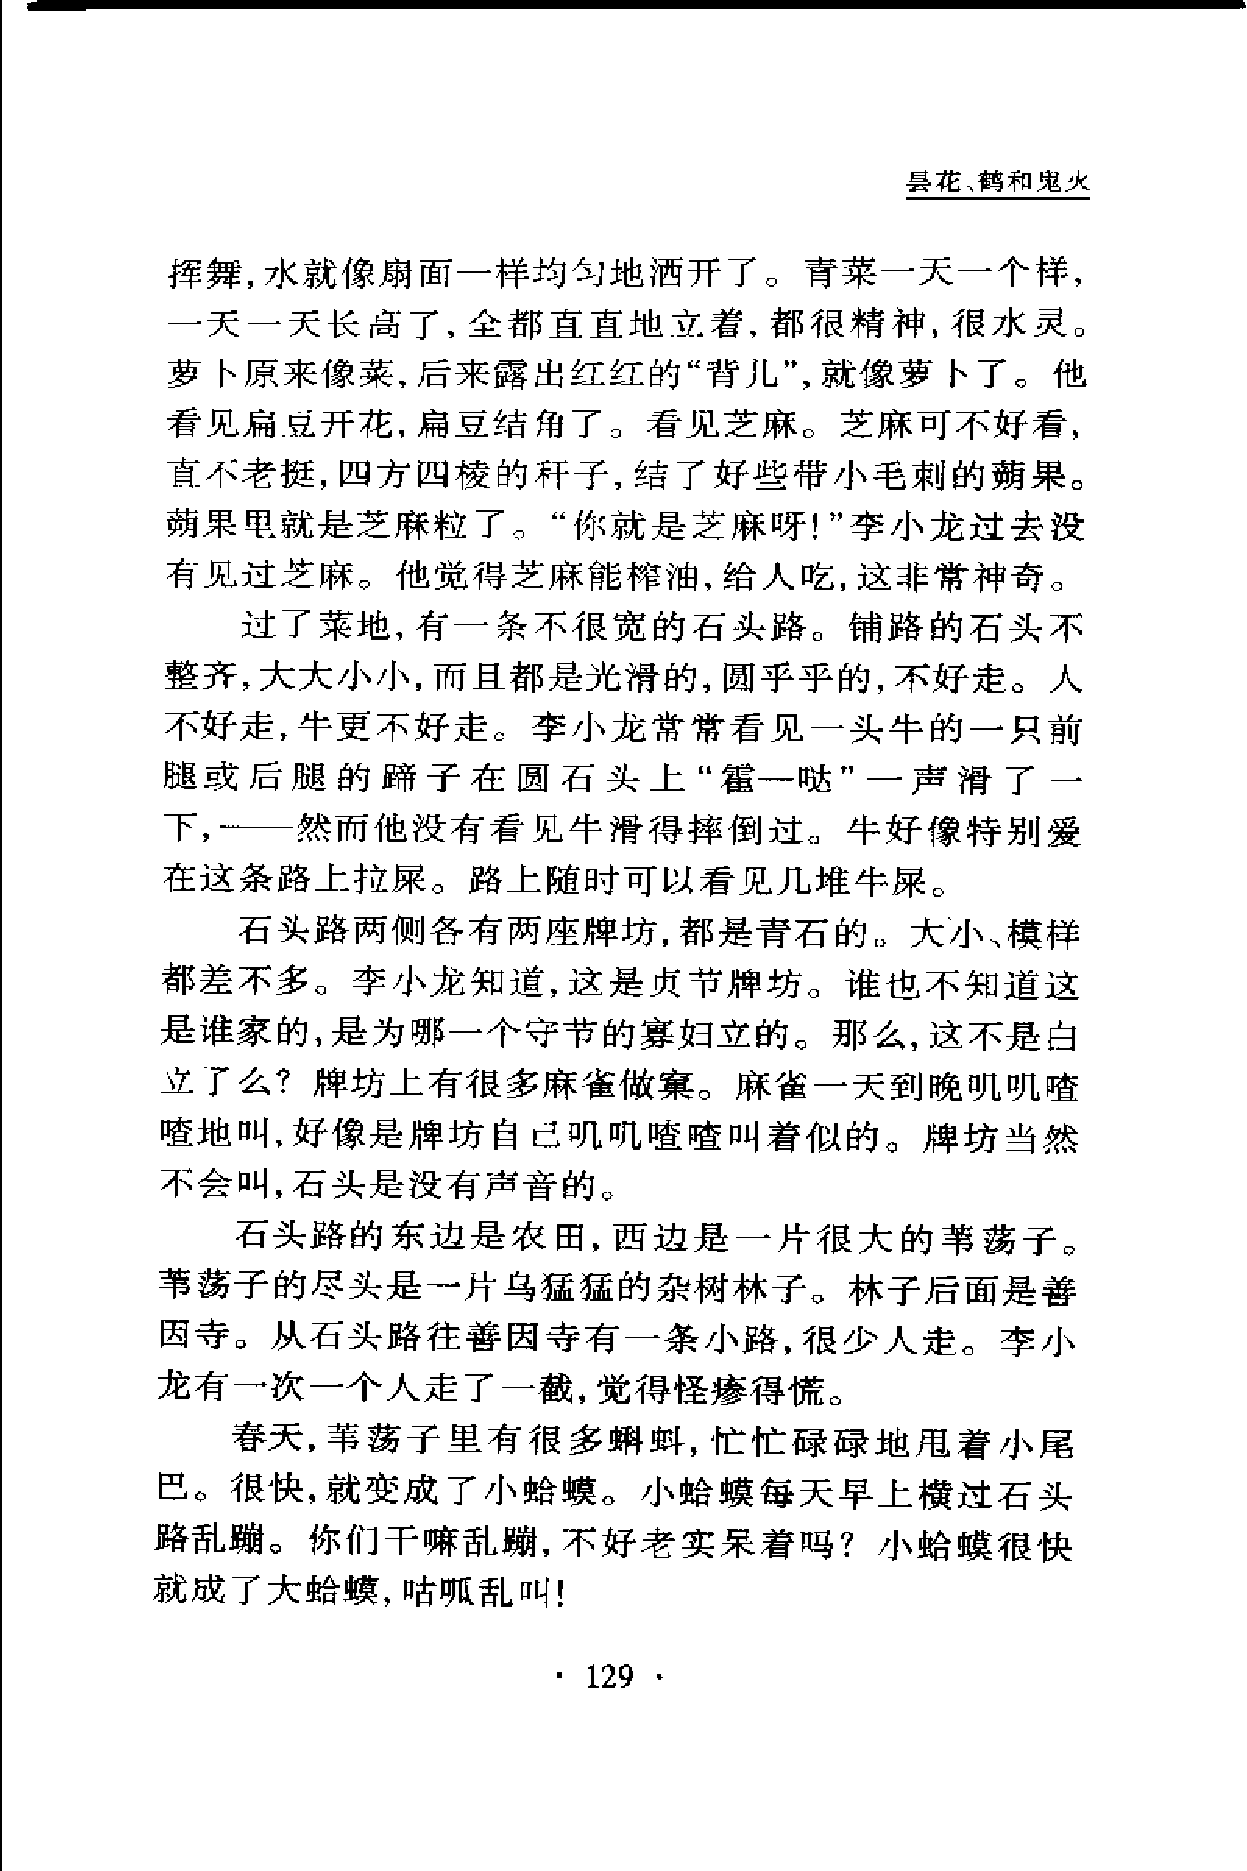 昙花、鹤和鬼火
挥舞,水就像扇面一样均匀地洒开了。青菜一天一个样,
一天一天长高了,全都直直地立着,都很精神,很水灵。
萝卜原来像菜,后来露出红红的“背儿”,就像萝卜了。他
看见扁豆开花,扁豆结角了。看见芝麻。芝麻可不好看,
直不老挺,四方四棱的秆子,结了好些带小毛刺的蒴果。
蒴果里就是芝麻粒了。“你就是芝麻呀!”李小龙过去没
有见过芝麻。他觉得芝麻能榨油,给人吃,这非常神奇。
过了菜地,有一条不很宽的石头路。铺路的石头不
整齐,大大小小,而且都是光滑的,圆乎乎的,不好走。人
不好走,牛更不好走。李小龙常常看见一头牛的一只前
腿或后腿的蹄子在圆石头上“霍—哒”一声滑了一
下,——然而他没有看见牛滑得摔倒过。牛好像特别爱
在这条路上拉屎。路上随时可以看见几堆牛屎。
石头路两侧各有两座牌坊,都是青石的。大小、模样
都差不多。李小龙知道,这是贞节牌坊。谁也不知道这
是谁家的,是为哪一个守节的寡妇立的。那么,这不是白
立了么?牌坊上有很多麻雀做窠。麻雀一天到晚叽叽喳
喳地叫,好像是牌坊自己叽叽喳喳叫着似的。牌坊当然
不会叫,石头是没有声音的。
石头路的东边是农田,西边是一片很大的苇荡子。
苇荡子的尽头是一片乌猛猛的杂树林子。林子后面是善
因寺。从石头路往善因寺有一条小路,很少人走。李小
龙有一次一个人走了一截,觉得怪瘆得慌。
春天,苇荡子里有很多蝌蚪,忙忙碌碌地甩着小尾
巴。很快,就变成了小蛤蟆。小蛤蟆每天早上横过石头
路乱蹦。你们干嘛乱蹦,不好老实呆着吗?小蛤蟆很快
就成了大蛤蟆,咕呱乱叫!
· 129 ·